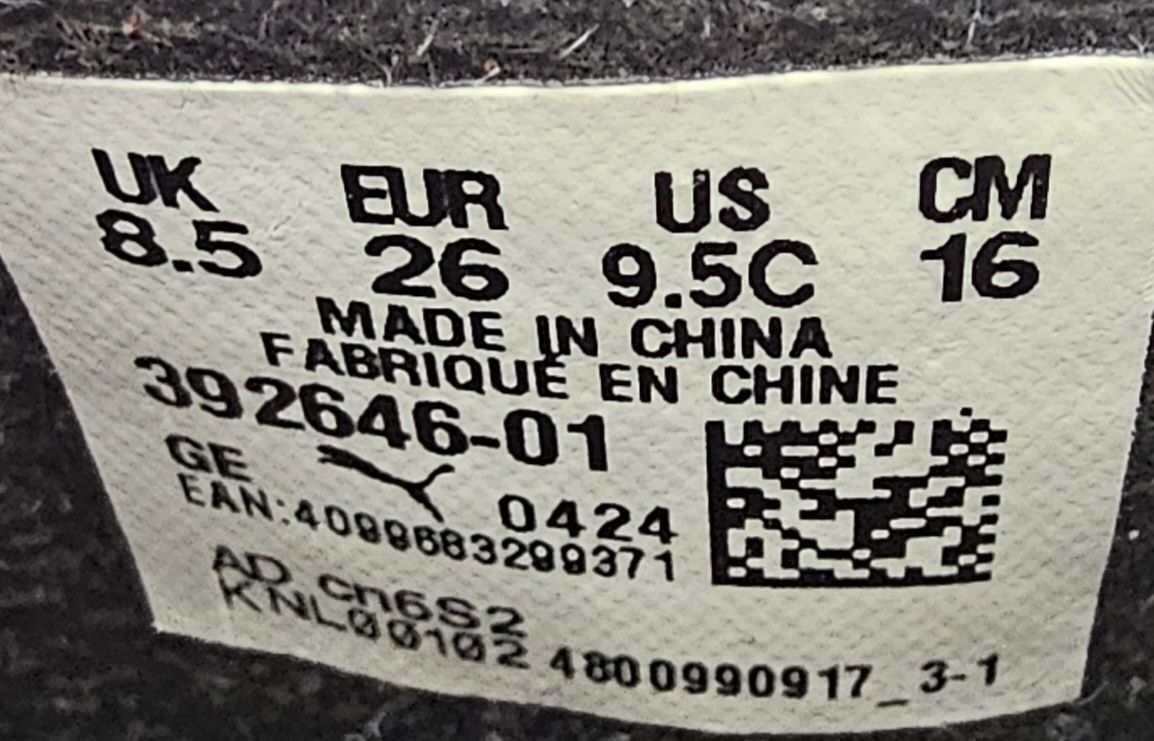 UK EUR US CM
8.5 26 9.5C 16
MADE IN CHINA
FABRIQUÉ EN CHINE
392646-01
GE 0424
EAN:4099683299371
AD cn6S2
KNL00102 4800990917_3-1